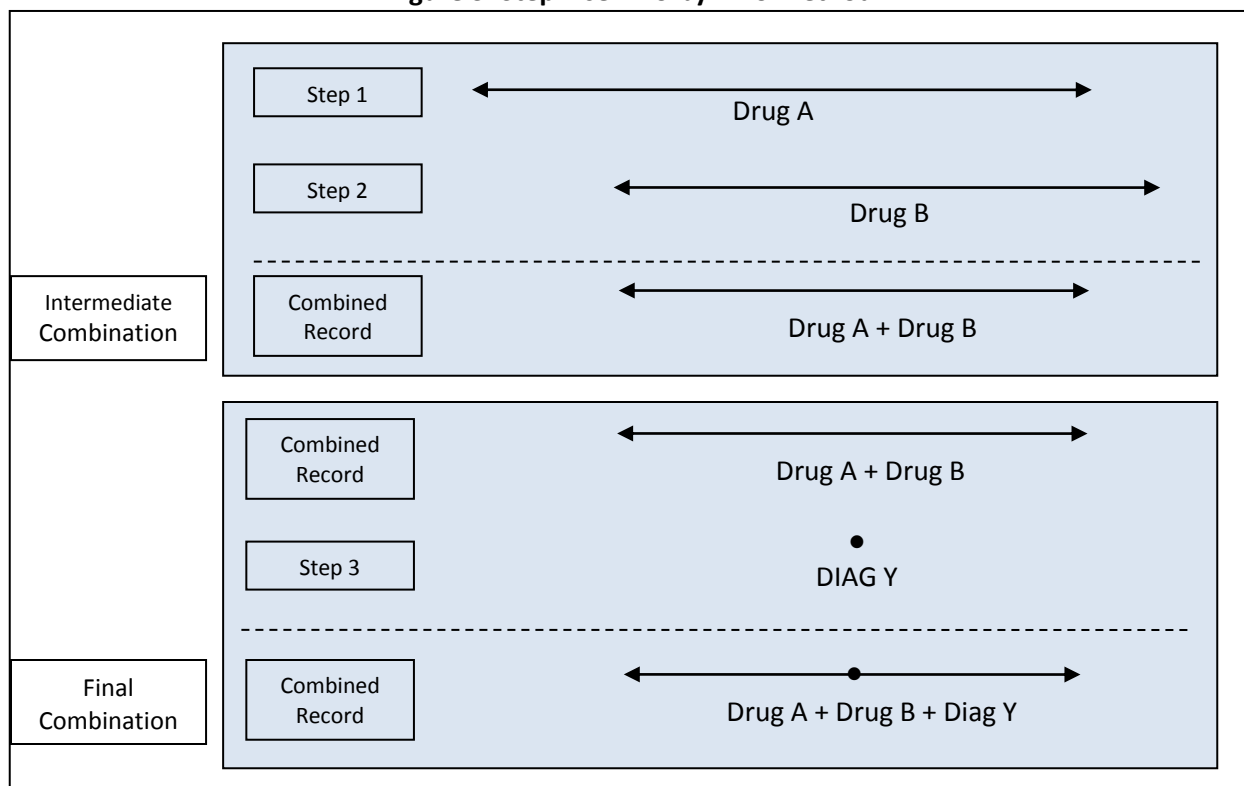 Step 1
Drug A
Step 2
Drug B
Intermediate
Combination
Combined
Record
Drug A + Drug B
Combined
Record
Drug A + Drug B
Step 3
DIAG Y
Final
Combination
Combined
Record
Drug A + Drug B + Diag Y